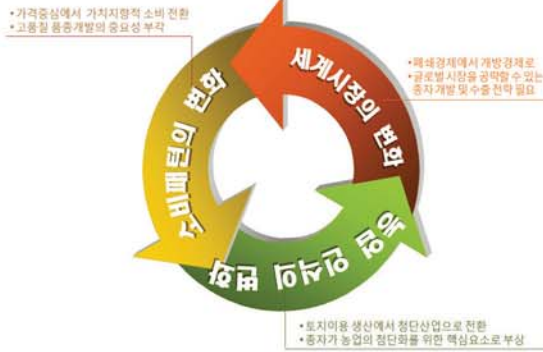 • 가격중심에서 가치지향적 소비 전환
• 고품질 품종개발의 중요성 부각
세계시장의 변화
• 폐쇄경제에서 개방경제로
• 글로벌 시장을 공략할 수 있는
종자 개발 및 수출 전략 필요
소비패턴의 변화
농업 인식의 변화
• 토지이용 생산에서 첨단산업으로 전환
• 종자가 농업의 첨단화를 위한 핵심요소로 부상